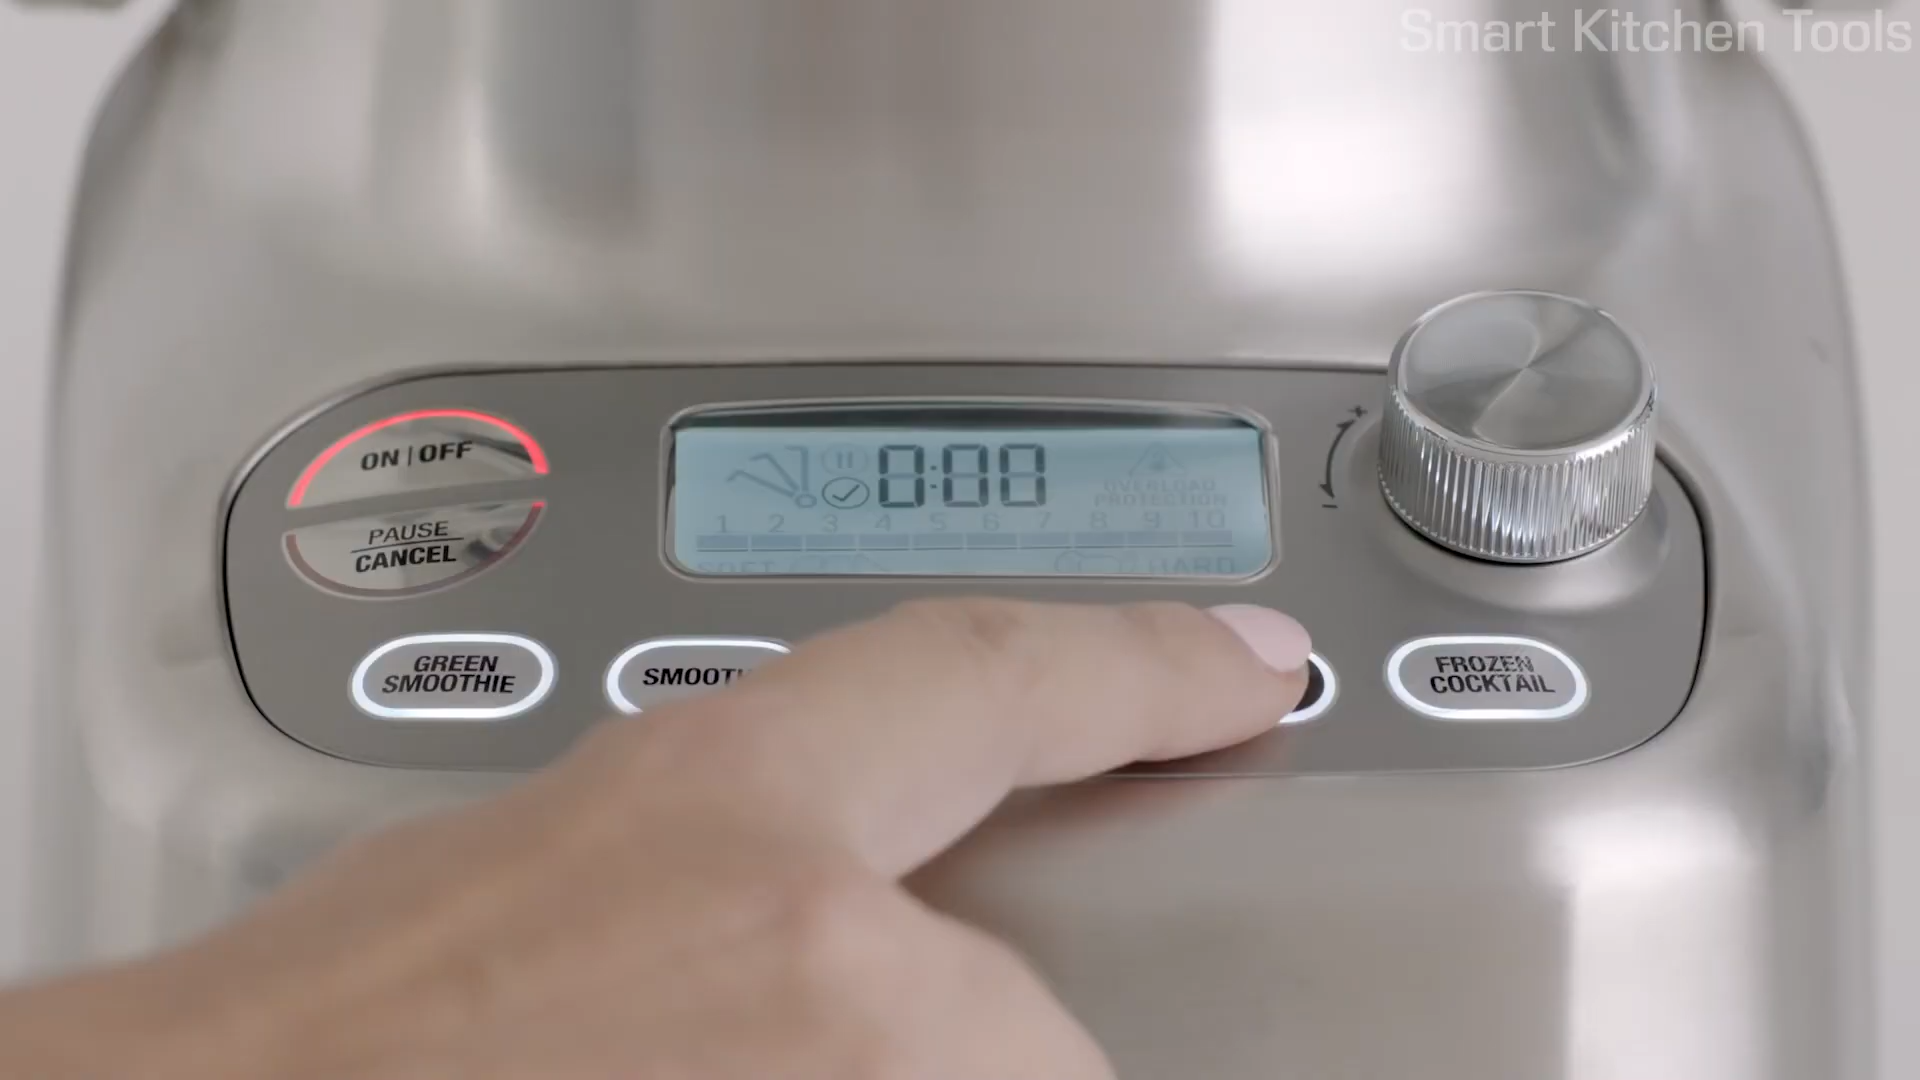 Smart Kitchen Tools
ON | OFF
PAUSE
CANCEL
0:00
OVERLOAD
PROTECTION
1 2 3 4 5 6 7 8 9 10
SOFT
HARD
GREEN
SMOOTHIE
FROZEN
COCKTAIL